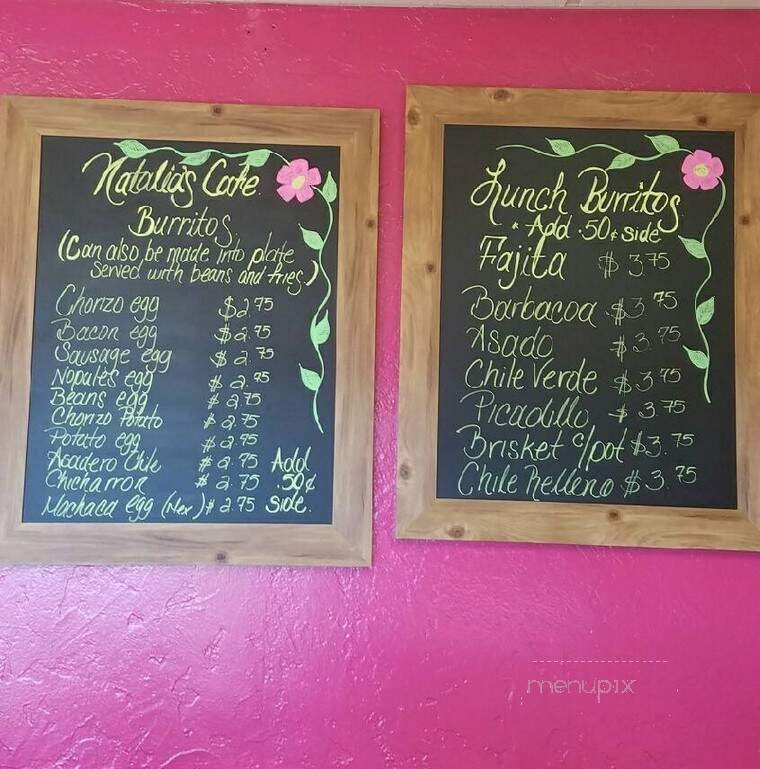 Natalia's Cafe.
Burritos.
(Can also be made into plate
served with beans and fries.)
Chorizo egg $2.75
Bacon egg $2.75
Sausage egg $2.75
Nopales egg $2.75
Beans egg $2.75
Chorizo Potato $2.75
Potato egg $2.75
Asadero Chile $2.75 Add
Chicharron $2.75 .50¢
Machaca egg (Mex) $2.75 side.
Lunch Burritos
* Add .50¢ side
Fajita $3.75
Barbacoa $3.75
Asado $3.75
Chile Verde $3.75
Picadillo $3.75
Brisket c/pot $3.75
Chile Relleno $3.75
menupix